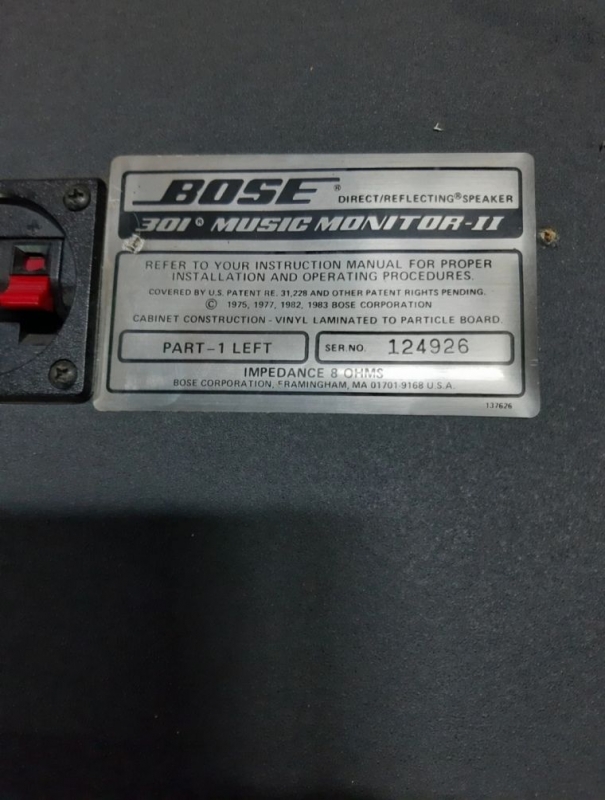 BOSE® DIRECT/REFLECTING® SPEAKER
301® MUSIC MONITOR-II
REFER TO YOUR INSTRUCTION MANUAL FOR PROPER
INSTALLATION AND OPERATING PROCEDURES.
COVERED BY U.S. PATENT RE. 31,228 AND OTHER PATENT RIGHTS PENDING.
© 1975, 1977, 1982, 1983 BOSE CORPORATION
CABINET CONSTRUCTION - VINYL LAMINATED TO PARTICLE BOARD
PART-1 LEFT SER. NO. 124926
IMPEDANCE 8 OHMS
BOSE CORPORATION, FRAMINGHAM, MA 01701-9168 U.S.A.
137626